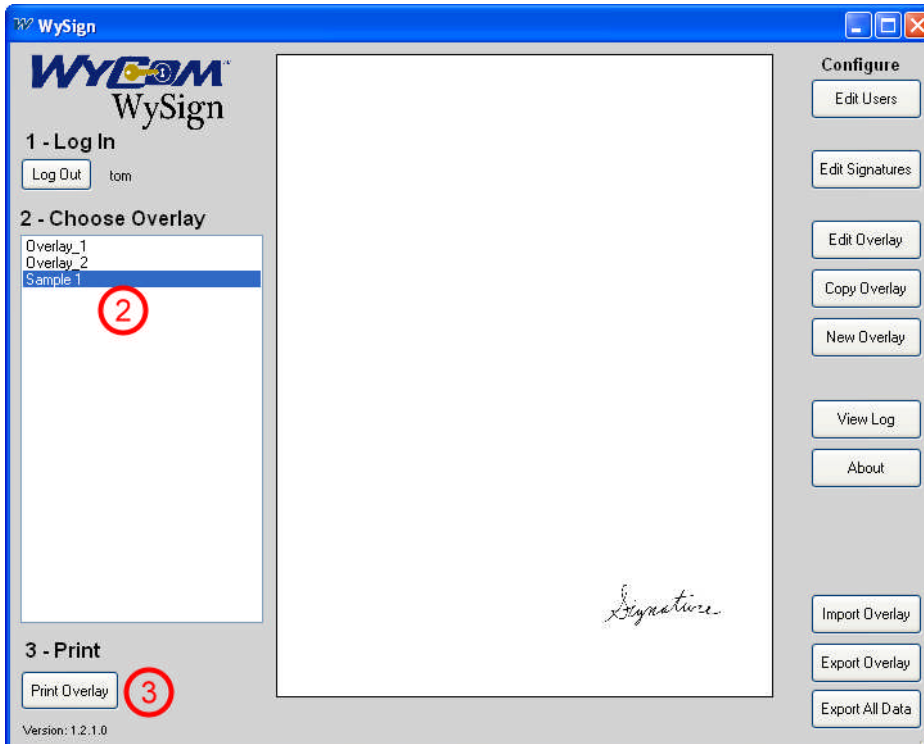 WySign
WYCOM™
WySign
1 - Log In
Log Out tom
2 - Choose Overlay
Overlay_1
Overlay_2
Sample 1
2
3 - Print
Print Overlay 3
Version: 1.2.1.0
Signature
Configure
Edit Users
Edit Signatures
Edit Overlay
Copy Overlay
New Overlay
View Log
About
Import Overlay
Export Overlay
Export All Data